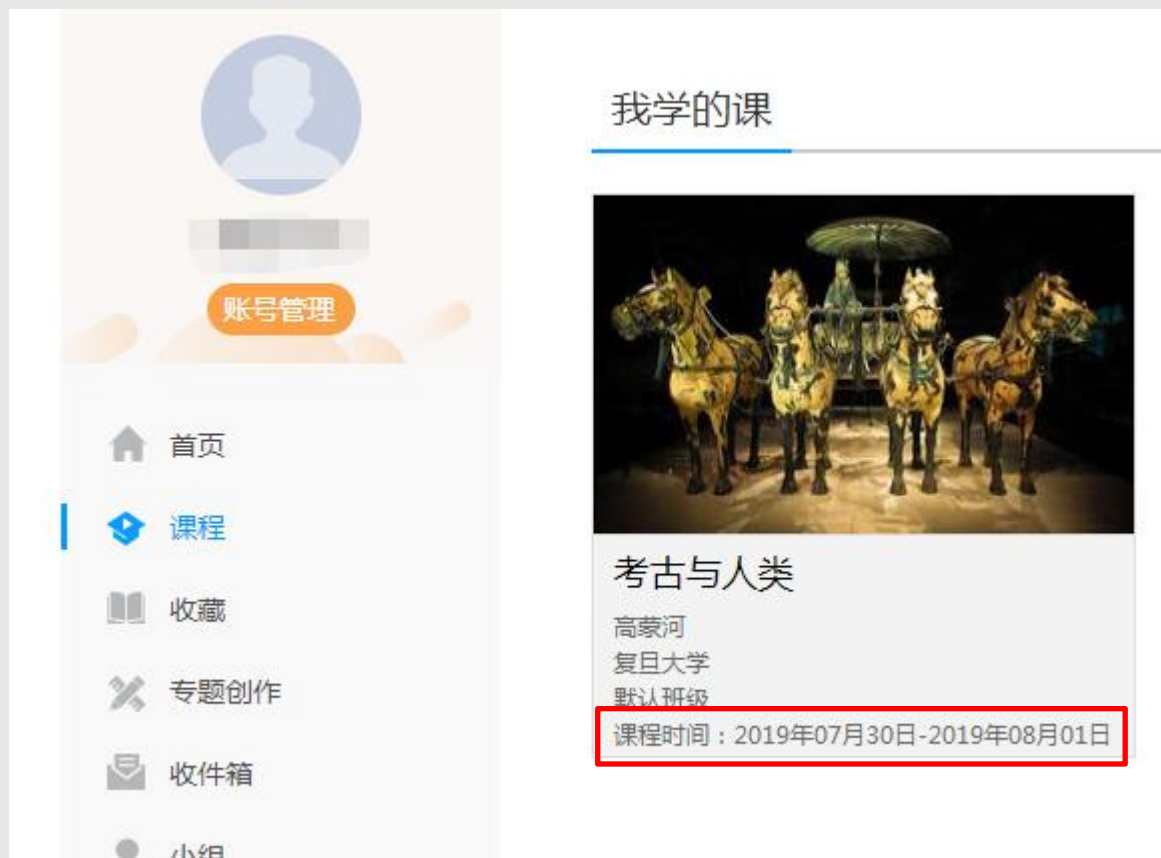 账号管理
首页
课程
收藏
专题创作
收件箱
小组
我学的课
考古与人类
高蒙河
复旦大学
默认班级
课程时间：2019年07月30日-2019年08月01日